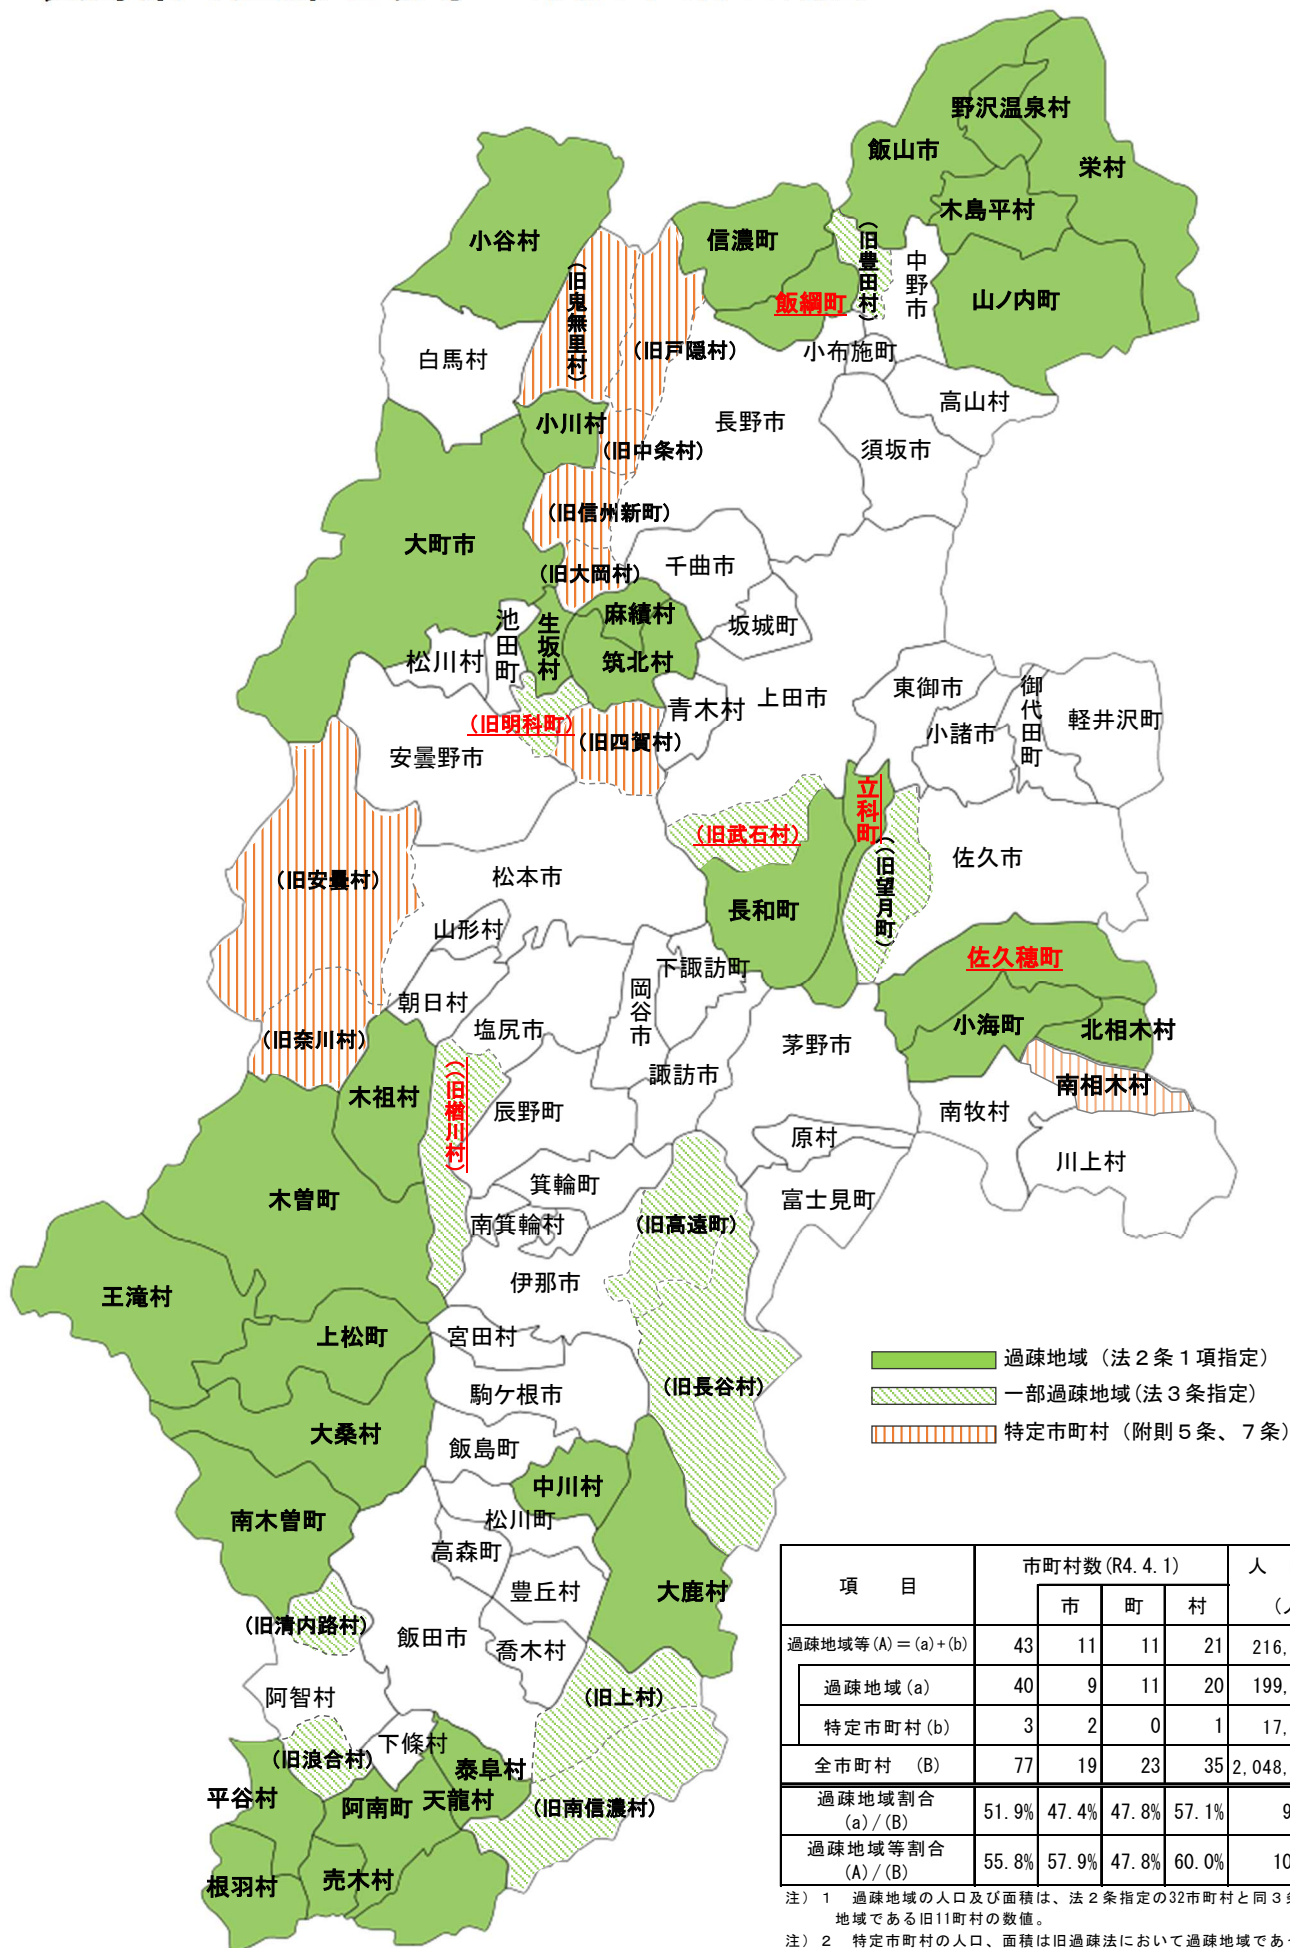 野沢温泉村
飯山市
栄村
木島平村
小谷村
信濃町
(旧豊田村)
中野市
(旧鬼無里村)
飯綱町
山ノ内町
(旧戸隠村)
小布施町
白馬村
高山村
小川村
長野市
須坂市
(旧中条村)
(旧信州新町)
大町市
(旧大岡村)
千曲市
麻績村
池田町
生坂村
坂城町
松川村
筑北村
東御市
御代田町
青木村
上田市
(旧明科町)
(旧四賀村)
小諸市
軽井沢町
安曇野市
立科町
(旧武石村)
佐久市
(旧安曇村)
松本市
((旧望月町)
長和町
山形村
佐久穂町
下諏訪町
朝日村
岡谷市
塩尻市
小海町
北相木村
(旧奈川村)
茅野市
諏訪市
南相木村
木祖村
((旧楢川村)
辰野町
南牧村
原村
川上村
箕輪町
木曽町
富士見町
南箕輪村
(旧高遠町)
伊那市
王滝村
上松町
宮田村
過疎地域（法２条１項指定）
(旧長谷村)
一部過疎地域(法３条指定)
駒ケ根市
特定市町村（附則５条、７条）
大桑村
飯島町
中川村
南木曽町
松川町
高森町
豊丘村
大鹿村
(旧清内路村)
飯田市
喬木村
阿智村
(旧上村)
下條村
(旧浪合村)
泰阜村
平谷村
阿南町
天龍村
(旧南信濃村)
根羽村
売木村
項　目 市町村数(R4.4.1) 人
市 町 村 (人
過疎地域等(A)＝(a)+(b) 43 11 11 21 216,
過疎地域(a) 40 9 11 20 199,
特定市町村(b) 3 2 0 1 17,
全市町村　(B) 77 19 23 35 2,048,
過疎地域割合
(a)/(B) 51.9% 47.4% 47.8% 57.1% 9
過疎地域等割合
(A)/(B) 55.8% 57.9% 47.8% 60.0% 10
注）１　過疎地域の人口及び面積は、法２条指定の32市町村と同３条
地域である旧11町村の数値。
注）２　特定市町村の人口、面積は旧過疎法において過疎地域であっ